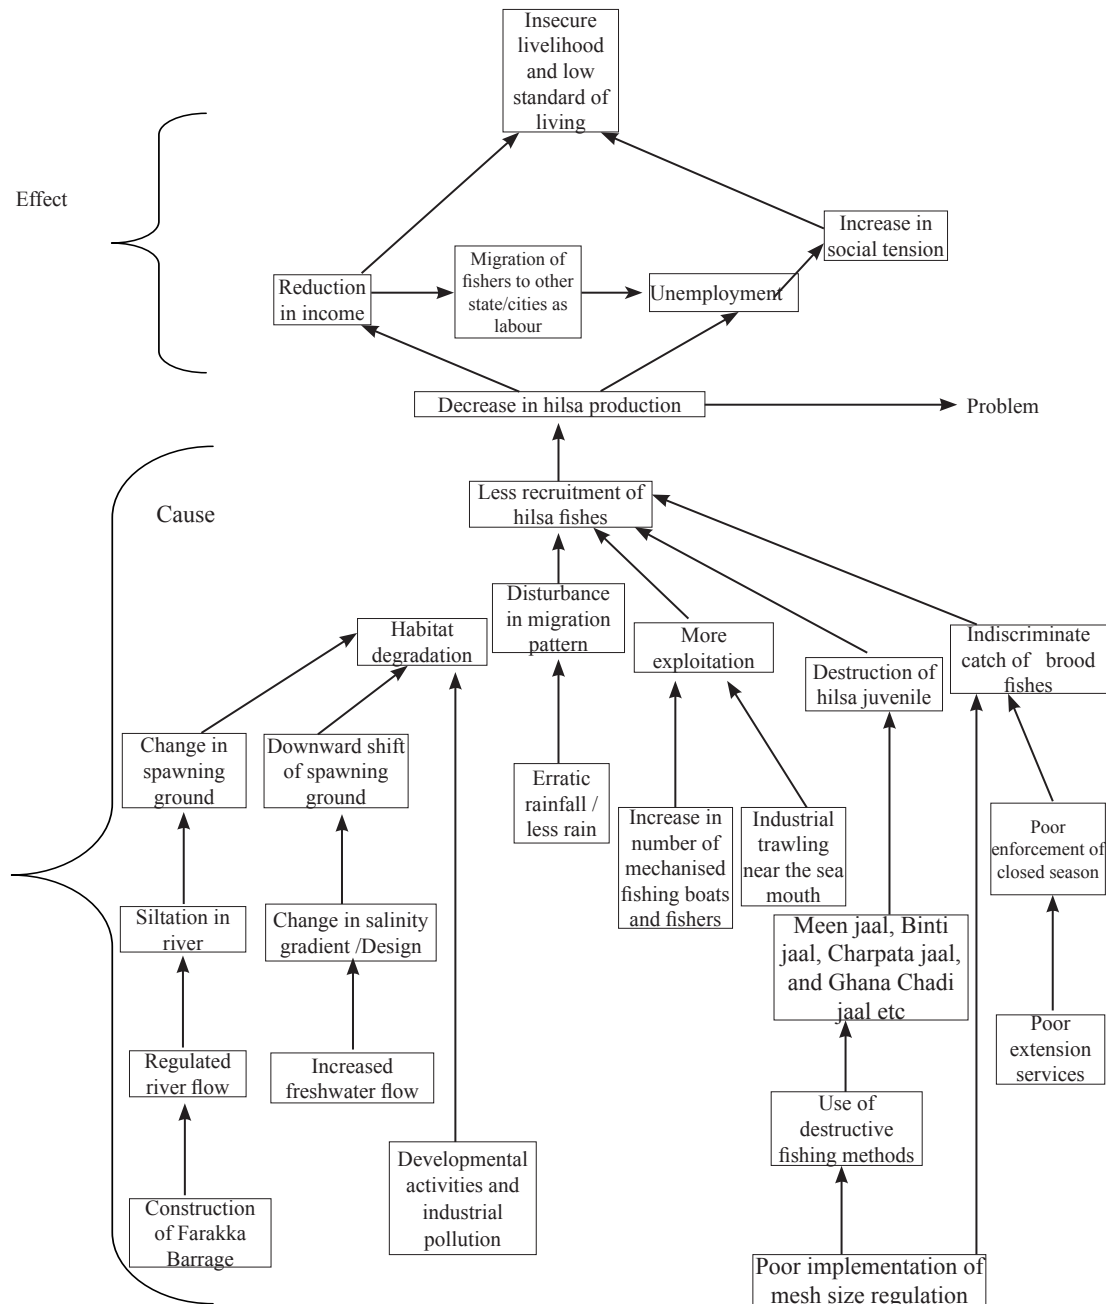 Insecure
livelihood
and low
standard of
living
Effect
Increase in
social tension
Reduction
in income
Migration of
fishers to other
state/cities as
labour
Unemployment
Decrease in hilsa production
Problem
Cause
Less recruitment of
hilsa fishes
Habitat
degradation
Disturbance
in migration
pattern
More
exploitation
Destruction of
hilsa juvenile
Indiscriminate
catch of brood
fishes
Change in
spawning
ground
Downward shift
of spawning
ground
Erratic
rainfall /
less rain
Increase in
number of
mechanised
fishing boats
and fishers
Industrial
trawling
near the sea
mouth
Poor
enforcement of
closed season
Siltation in
river
Change in salinity
gradient /Design
Meen jaal, Binti
jaal, Charpata jaal,
and Ghana Chadi
jaal etc
Regulated
river flow
Increased
freshwater flow
Poor
extension
services
Use of
destructive
fishing methods
Developmental
activities and
industrial
pollution
Construction
of Farakka
Barrage
Poor implementation of
mesh size regulation